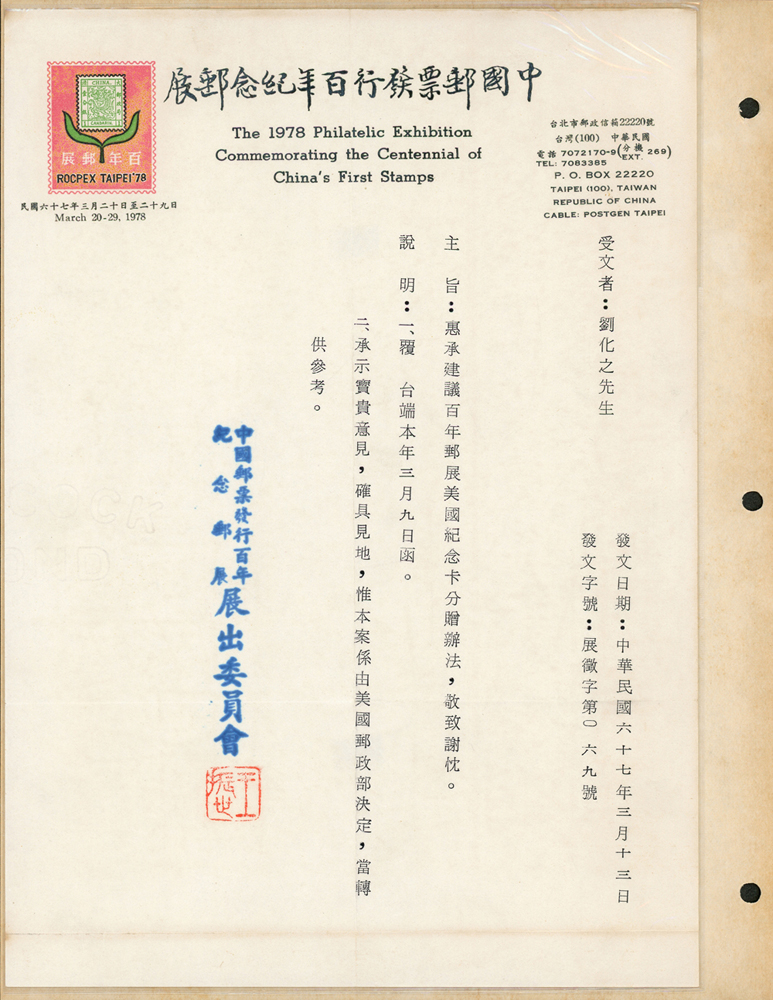 中國郵票發行百年紀念郵展
The 1978 Philatelic Exhibition
Commemorating the Centennial of
China's First Stamps
CHINA
CANDARIN
百年郵展
ROCPEX TAIPEI'78
民國六十七年三月二十日至二十九日
March 20-29, 1978
台北市郵政信箱22220號
台灣(100) 中華民國
電話 7072170-9(分機 EXT. 269)
TEL: 7083385
P. O. BOX 22220
TAIPEI (100), TAIWAN
REPUBLIC OF CHINA
CABLE: POSTGEN TAIPEI
發文日期：中華民國六十七年三月十三日
發文字號：展徵字第〇六九號
受文者：劉化之先生
主 旨：惠承建議百年郵展美國紀念卡分贈辦法，敬致謝忱。
說 明：一、覆 台端本年三月九日函。
二、承示寶貴意見，確具見地，惟本案係由美國郵政部決定，當轉
供參考。
中國郵票發行百年
紀念郵展
展出委員會
王振世